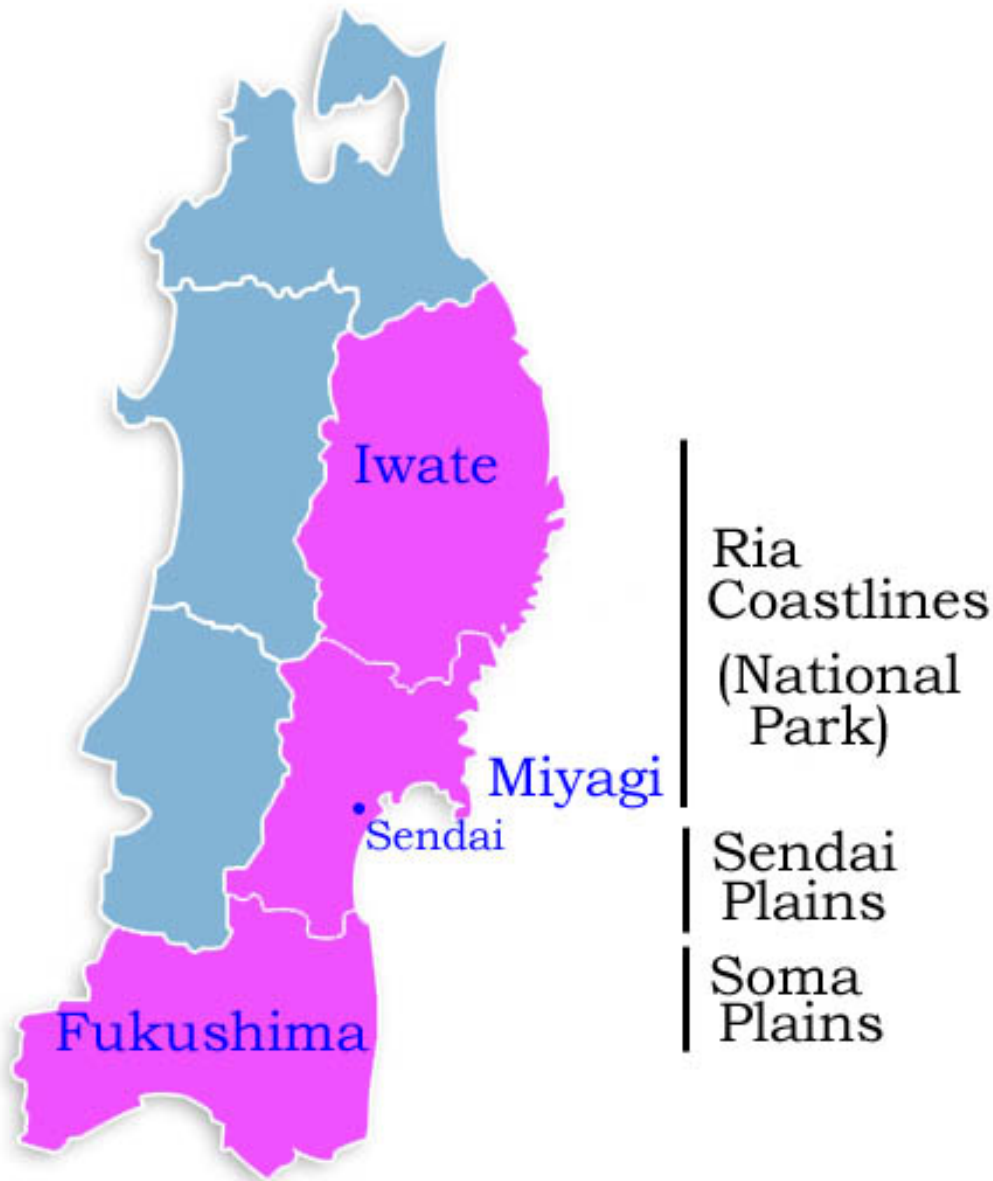 Iwate
Ria
Coastlines
(National
Park)
Miyagi
Sendai
Sendai
Plains
Soma
Plains
Fukushima